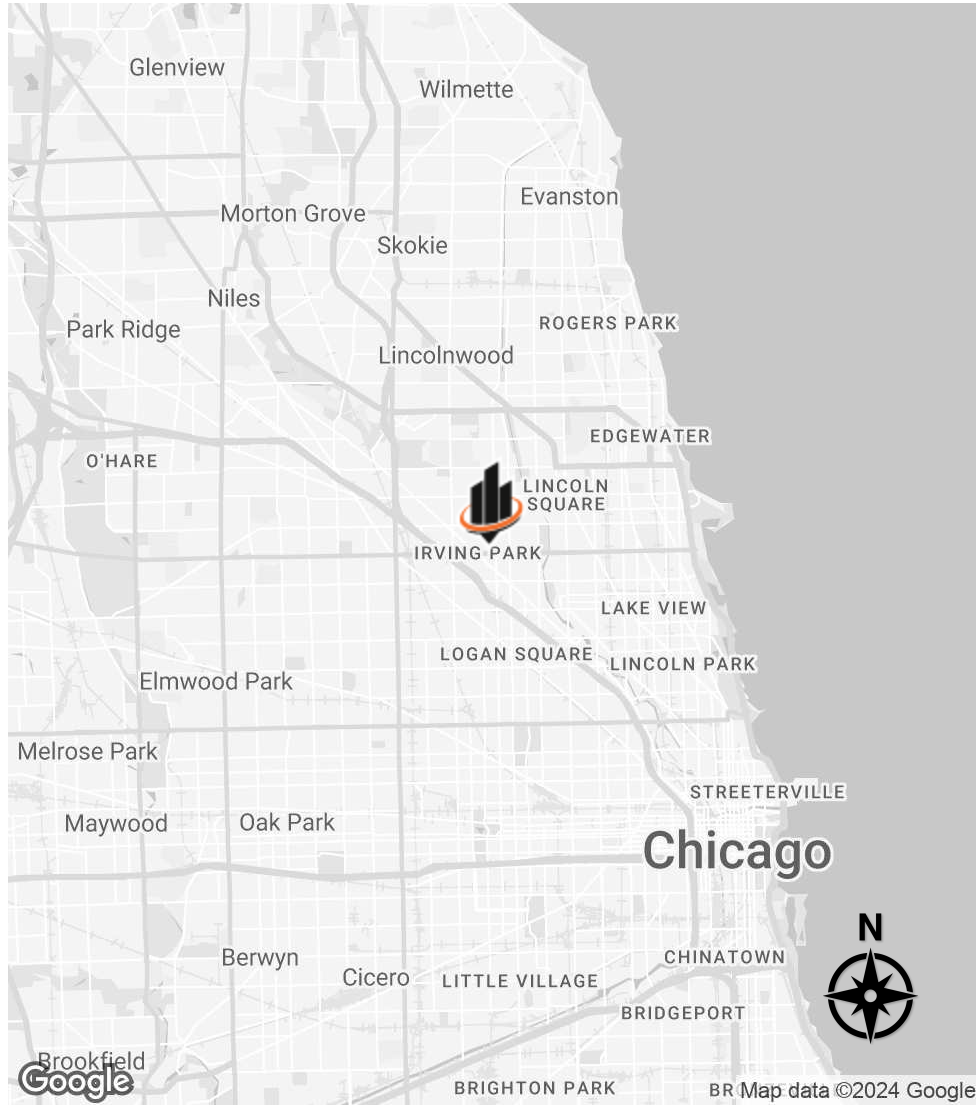 Glenview
Wilmette
Evanston
Morton Grove
Skokie
Niles
ROGERS PARK
Park Ridge
Lincolnwood
EDGEWATER
O'HARE
LINCOLN
SQUARE
IRVING PARK
LAKE VIEW
LOGAN SQUARE
LINCOLN PARK
Elmwood Park
Melrose Park
STREETERVILLE
Maywood
Oak Park
Chicago
N
CHINATOWN
Berwyn
Cicero
LITTLE VILLAGE
BRIDGEPORT
Brookfield
Google
BRIGHTON PARK
Map data ©2024 Google